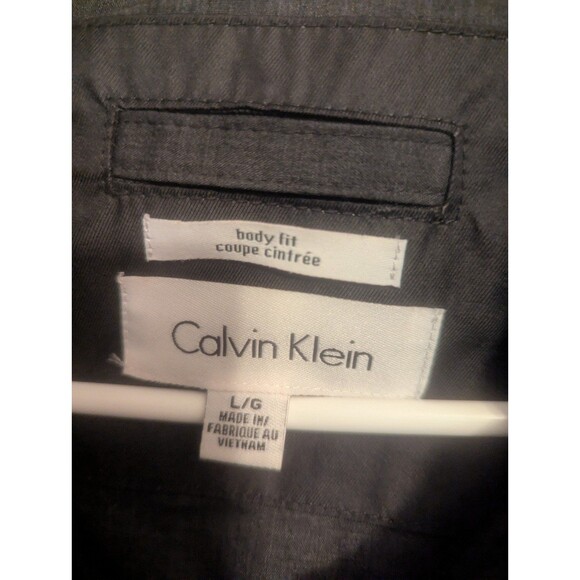 body fit
coupe cintrée
Calvin Klein
L/G
MADE IN/
FABRIQUE AU
VIETNAM